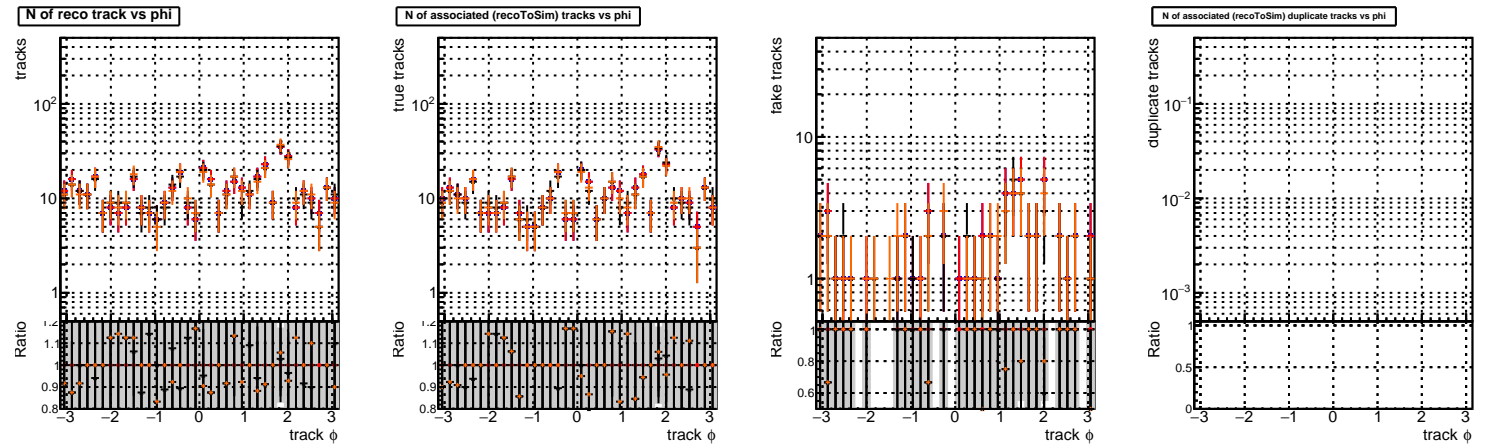 N of reco track vs phi
tracks
10²
10
1
Ratio
1.2
1.1
1
0.9
0.8
−3 −2 −1 0 1 2 3
track ϕ
N of associated (recoToSim) tracks vs phi
true tracks
10²
10
1
Ratio
1.2
1.1
1
0.9
0.8
−3 −2 −1 0 1 2 3
track ϕ
fake tracks
10
1
Ratio
1
0.8
0.6
−3 −2 −1 0 1 2 3
track ϕ
N of associated (recoToSim) duplicate tracks vs phi
duplicate tracks
10⁻¹
10⁻²
10⁻³
Ratio
1
0.5
0
−3 −2 −1 0 1 2 3
track ϕ